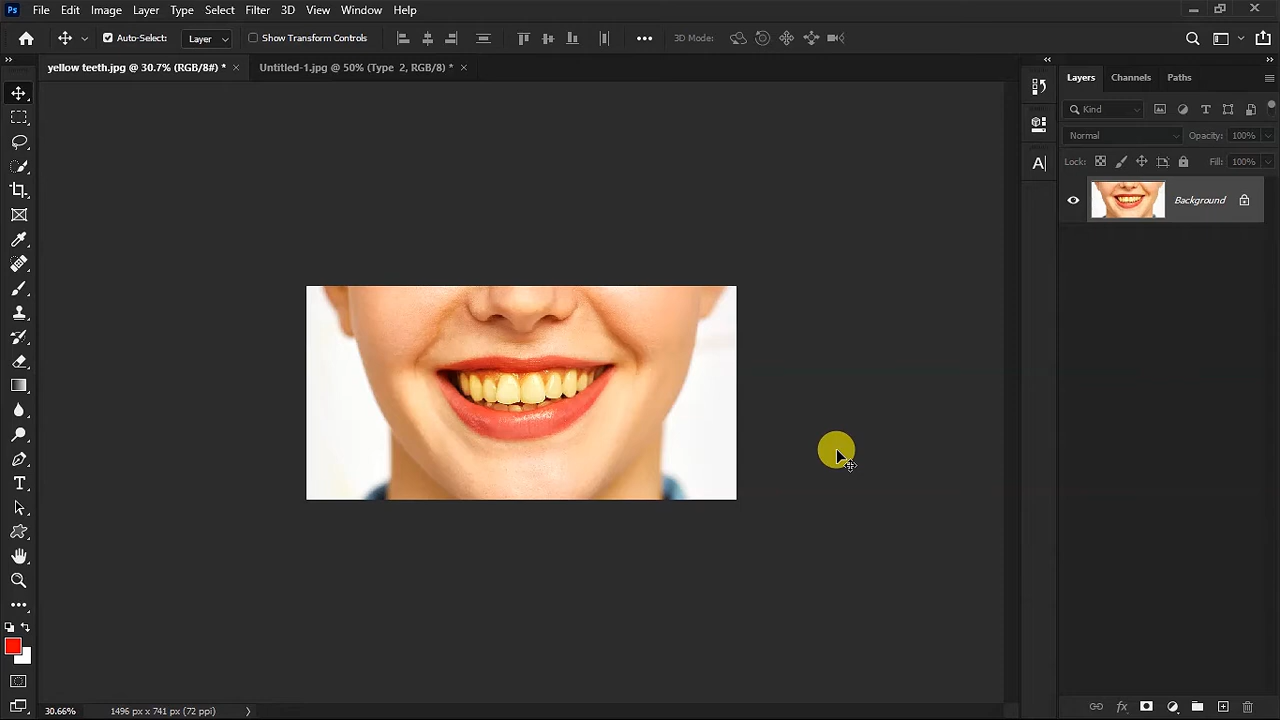 Ps File Edit Image Layer Type Select Filter 3D View Window Help
Auto-Select: Layer Show Transform Controls 3D Mode:
yellow teeth.jpg @ 30.7% (RGB/8#) * Untitled-1.jpg @ 50% (Type 2, RGB/8) *
Layers Channels Paths
Kind
Normal Opacity: 100%
Lock: Fill: 100%
Background
30.66% 1496 px x 741 px (72 ppi)